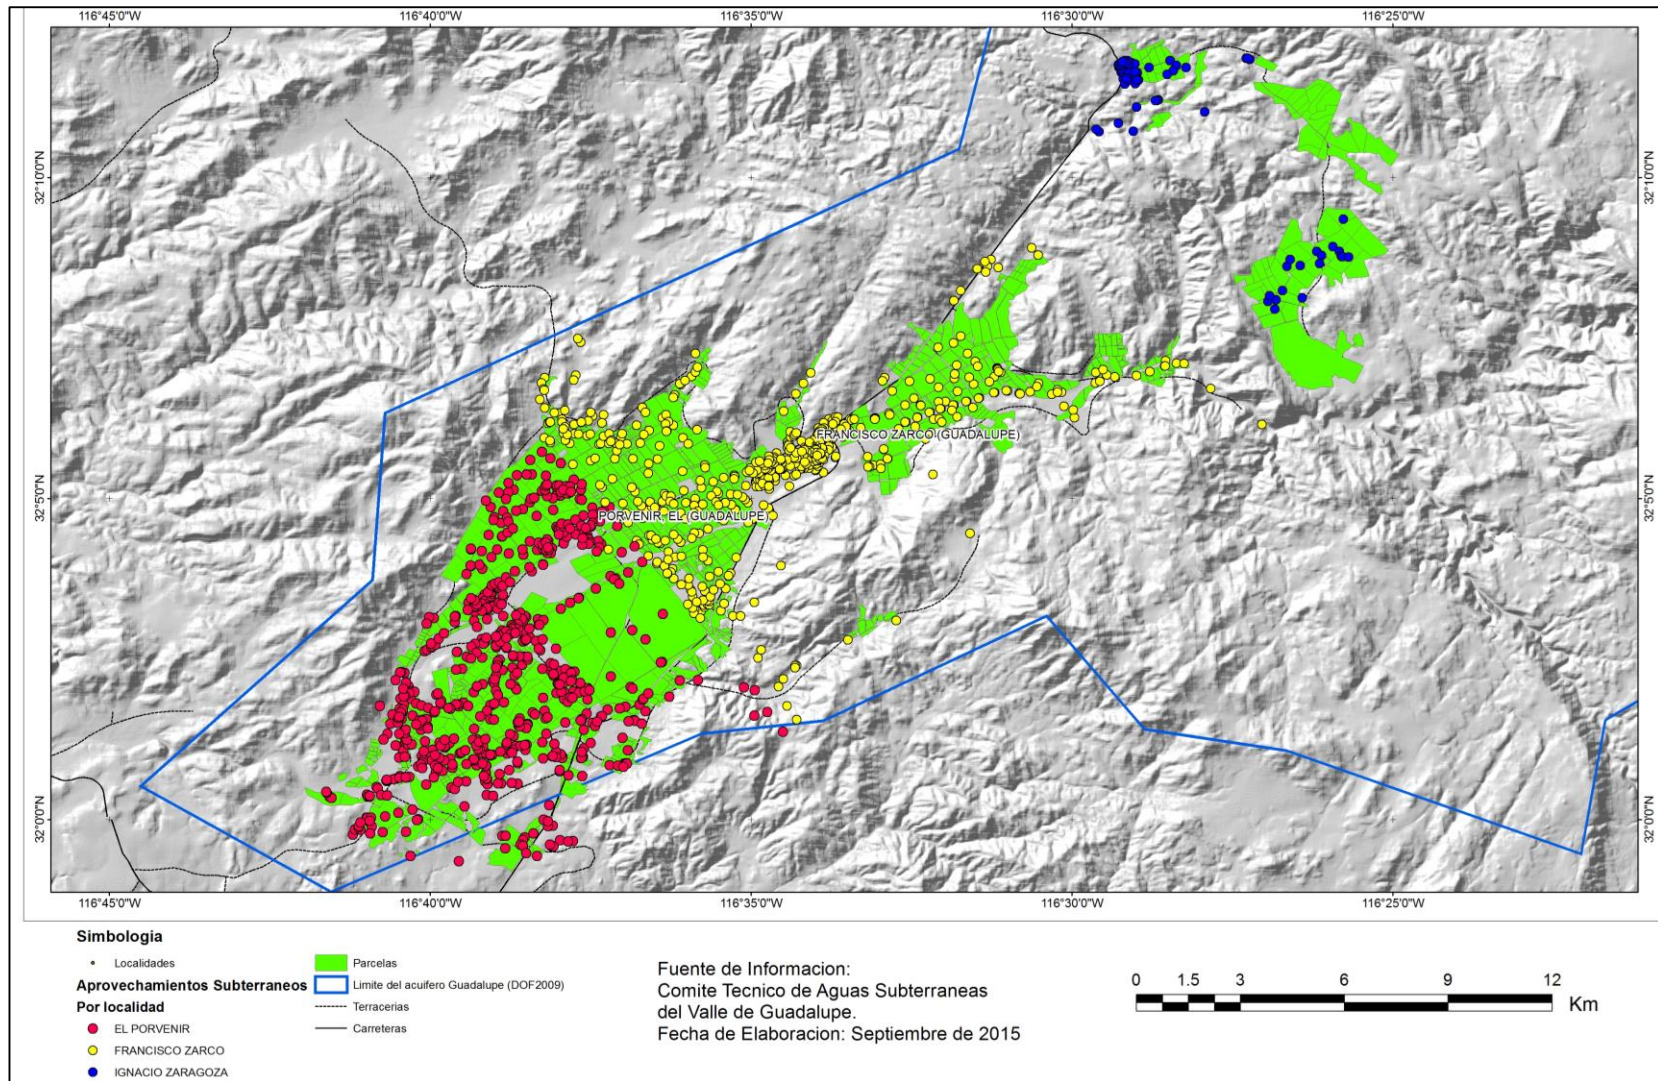 116°45'0"W 116°40'0"W 116°35'0"W 116°30'0"W 116°25'0"W
32°10'0"N 32°10'0"N
FRANCISCO ZARCO (GUADALUPE)
32°5'0"N 32°5'0"N
PORVENIR, EL (GUADALUPE)
32°0'0"N 32°0'0"N
116°45'0"W 116°40'0"W 116°35'0"W 116°30'0"W 116°25'0"W
Simbologia
Localidades
Aprovechamientos Subterraneos
Por localidad
EL PORVENIR
FRANCISCO ZARCO
IGNACIO ZARAGOZA
Parcelas
Limite del acuifero Guadalupe (DOF2009)
Terracerias
Carreteras
Fuente de Informacion:
Comite Tecnico de Aguas Subterraneas
del Valle de Guadalupe.
Fecha de Elaboracion: Septiembre de 2015
0 1.5 3 6 9 12
Km